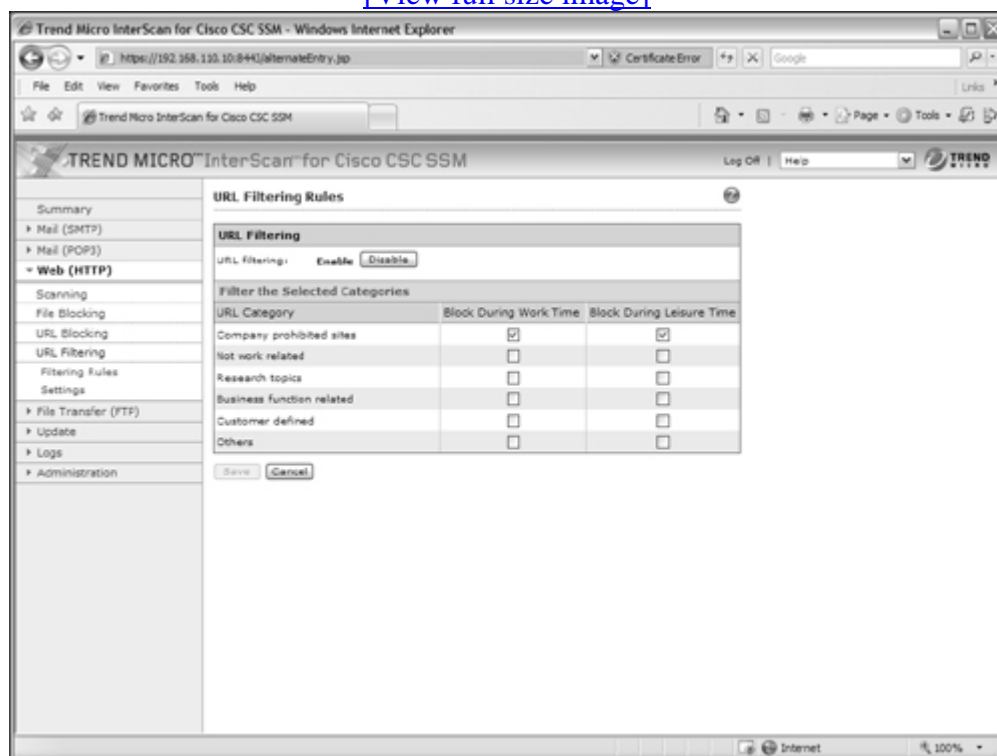 [View full size image]
Trend Micro InterScan for Cisco CSC SSM - Windows Internet Explorer
https://192.168.110.10:8443/alternateEntry.jsp
Certificate Error
Google
File Edit View Favorites Tools Help
Links
Trend Micro InterScan for Cisco CSC SSM
Page
Tools
TREND MICRO™ InterScan™ for Cisco CSC SSM
Log Off | Help
TREND MICRO
Summary
Mail (SMTP)
Mail (POP3)
Web (HTTP)
Scanning
File Blocking
URL Blocking
URL Filtering
Filtering Rules
Settings
File Transfer (FTP)
Update
Logs
Administration
URL Filtering Rules
URL Filtering
URL filtering: Enable Disable
Filter the Selected Categories
URL Category Block During Work Time Block During Leisure Time
Company prohibited sites
Not work related
Research topics
Business function related
Customer defined
Others
Save Cancel
Internet
100%